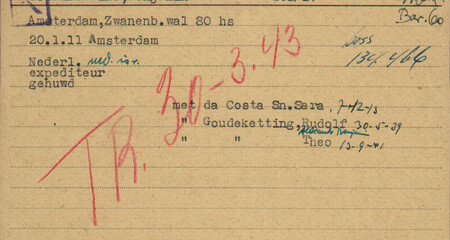 Bar. 60
Amsterdam, Zwanenb.wal 80 hs
20.1.11 Amsterdam
Nederl. ned. isr.
expediteur
gehuwd
TR. 30-3.43
met da Costa Sn. Sara, 7-12-13
" Goudeketting, Rudolf 30-5-39
" " Theo 13-9-41